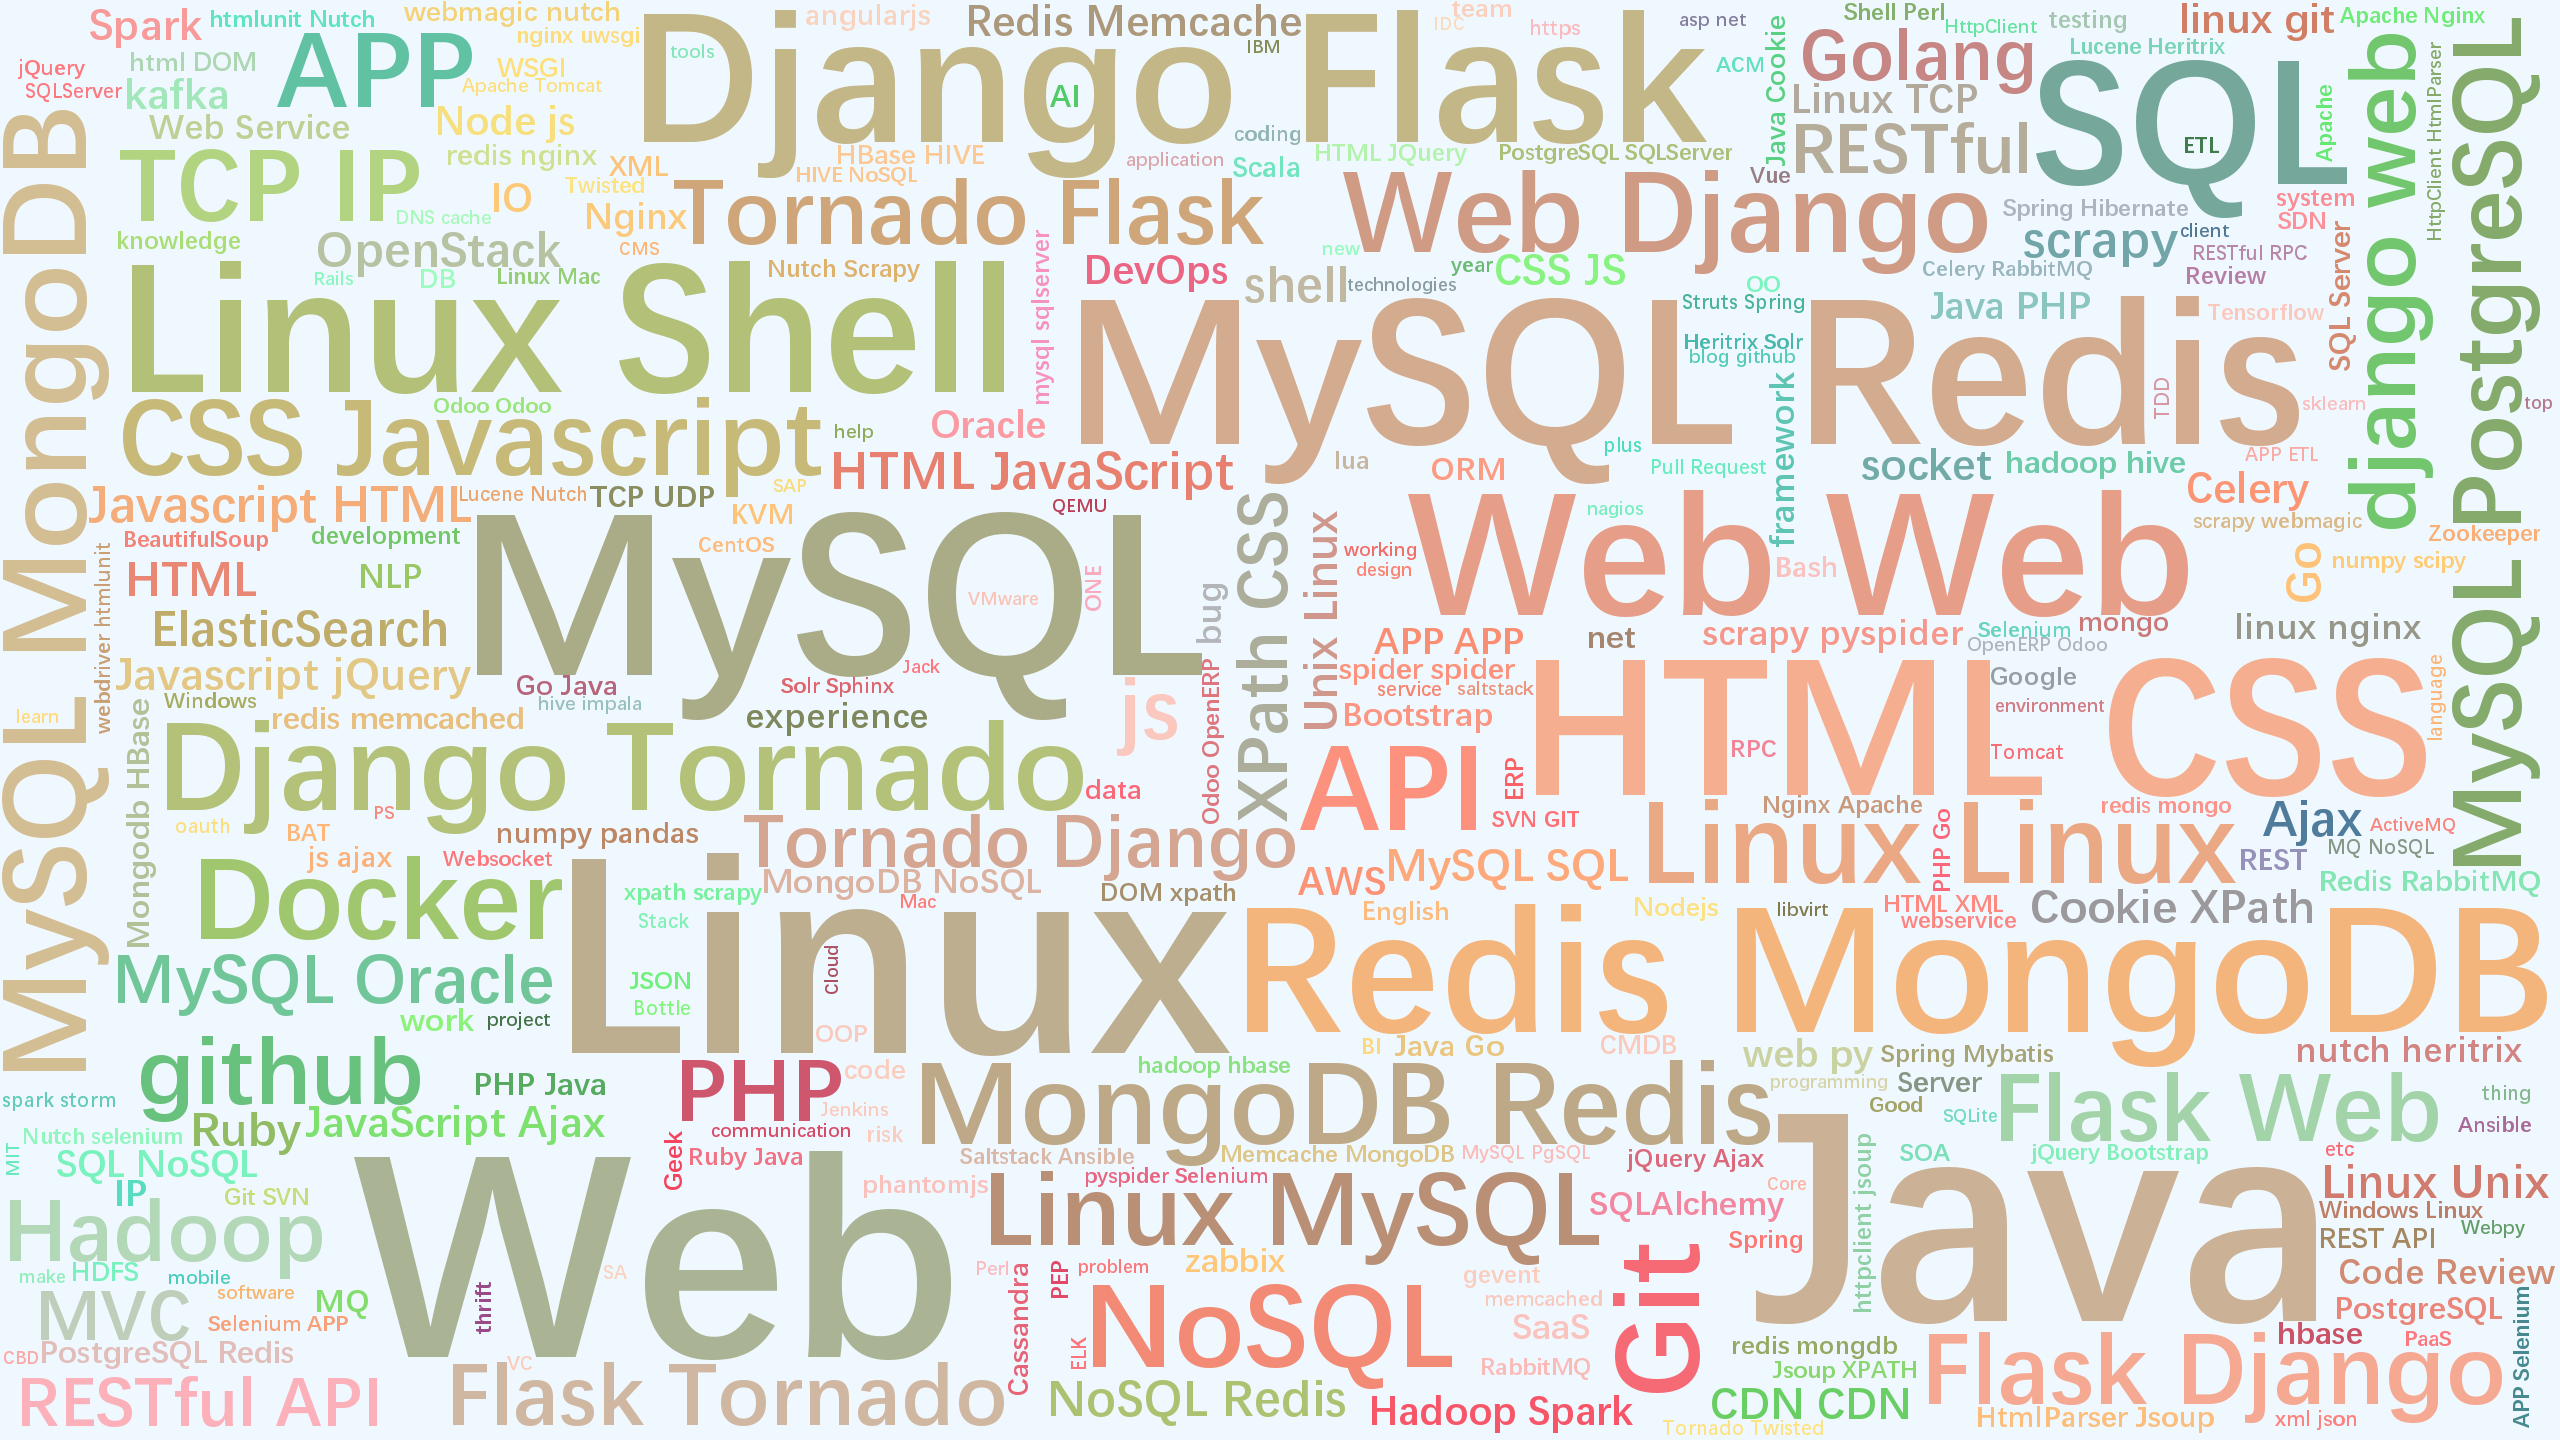 Spark
htmlunit Nutch
webmagic nutch
angularjs
Redis Memcache
team
IDC
https
asp net
Shell Perl
HttpClient
testing
linux git
Apache Nginx
jQuery
html DOM
APP
nginx uwsgi
tools
Django Flask
IBM
ACM
Java Cookie
Golang
Lucene Heritrix
SQLServer
kafka
WSGI
Apache Tomcat
AI
Linux TCP
SQL
Apache
django web
HttpClient HtmlParser
MySQL PostgreSQL
MySQL MongoDB
Web Service
Node js
coding
RESTful
ETL
TCP IP
redis nginx
XML
HBase HIVE
application
Scala
HTML JQuery
PostgreSQL SQLServer
Vue
IO
Twisted
HIVE NoSQL
DNS cache
Nginx
Tornado Flask
Web Django
Spring Hibernate
system
SDN
knowledge
OpenStack
CMS
mysql sqlserver
new
year
scrapy
client
SQL Server
Rails
DB
Linux Mac
Nutch Scrapy
DevOps
shell
technologies
CSS JS
OO
Celery RabbitMQ
RESTful RPC
Review
Linux Shell
MySQL Redis
Struts Spring
Java PHP
Tensorflow
Heritrix Solr
blog github
framework
TDD
sklearn
top
CSS Javascript
Odoo Odoo
help
Oracle
lua
plus
ORM
Pull Request
socket
hadoop hive
APP ETL
Celery
HTML JavaScript
Javascript HTML
Lucene Nutch
TCP UDP
SAP
KVM
QEMU
XPath CSS
Unix Linux
Web Web
nagios
scrapy webmagic
Zookeeper
BeautifulSoup
development
CentOS
MySQL
working
design
Bash
Go
numpy scipy
webdriver htmlunit
HTML
NLP
VMware
ONE
bug
ElasticSearch
APP APP
net
scrapy pyspider
Selenium
mongo
OpenERP Odoo
linux nginx
Javascript jQuery
Go Java
Solr Sphinx
Jack
js
Odoo OpenERP
spider spider
service
saltstack
HTML CSS
Google
language
learn
Windows
hive impala
redis memcached
experience
Bootstrap
environment
Mongodb HBase
Django Tornado
data
API
ERP
RPC
Tomcat
PS
oauth
BAT
numpy pandas
Tornado Django
SVN GIT
Nginx Apache
PHP Go
redis mongo
Ajax
ActiveMQ
js ajax
Websocket
Linux Linux
MQ NoSQL
REST
Docker
xpath scrapy
MongoDB NoSQL
DOM xpath
AWS
MySQL SQL
Redis RabbitMQ
Stack
Mac
Linux
English
Nodejs
libvirt
HTML XML
webservice
Cookie XPath
MySQL Oracle
JSON
Cloud
Redis MongoDB
Bottle
work
project
OOP
github
PHP Java
PHP
code
hadoop hbase
BI
Java Go
CMDB
web py
Spring Mybatis
nutch heritrix
spark storm
Jenkins
MongoDB Redis
programming
Server
Flask Web
thing
Ruby
JavaScript Ajax
communication
risk
Good
SQLite
Nutch selenium
Ansible
MIT
SQL NoSQL
Geek
Ruby Java
Saltstack Ansible
Memcache MongoDB
MySQL PgSQL
jQuery Ajax
Java
httpclient jsoup
SOA
jQuery Bootstrap
etc
IP
Git SVN
Web
phantomjs
pyspider Selenium
Linux MySQL
SQLAlchemy
Core
Linux Unix
Windows Linux
Hadoop
Spring
REST API
Webpy
make
HDFS
mobile
SA
Perl
Cassandra
PEP
problem
zabbix
gevent
Git
Code Review
software
MVC
MQ
thrift
NoSQL
memcached
PostgreSQL
APP Selenium
Selenium APP
SaaS
hbase
PaaS
CBD
PostgreSQL Redis
VC
ELK
RabbitMQ
redis mongdb
Jsoup XPATH
Flask Django
RESTful API
Flask Tornado
NoSQL Redis
Hadoop Spark
CDN CDN
Tornado Twisted
HtmlParser Jsoup
xml json